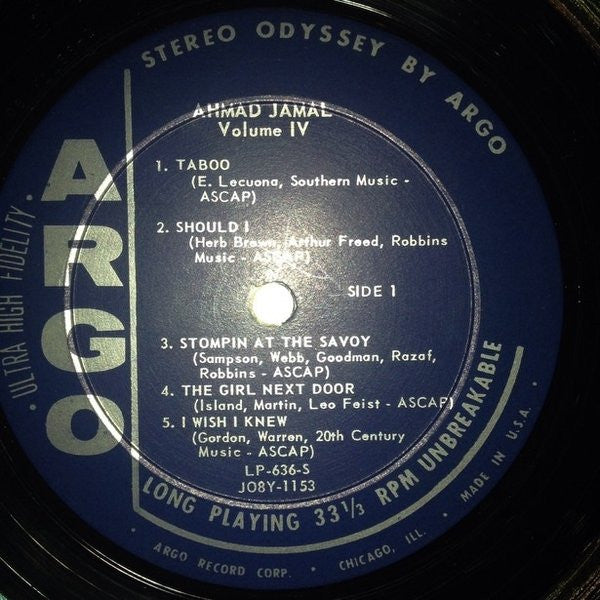 STEREO ODYSSEY BY ARGO
ARGO
· ULTRA HIGH FIDELITY ·
AHMAD JAMAL
Volume IV
1. TABOO
(E. Lecuona, Southern Music -
ASCAP)
2. SHOULD I
(Herb Brown, Arthur Freed, Robbins
Music - ASCAP)
SIDE 1
3. STOMPIN AT THE SAVOY
(Sampson, Webb, Goodman, Razaf,
Robbins - ASCAP)
4. THE GIRL NEXT DOOR
(Island, Martin, Leo Feist - ASCAP)
5. I WISH I KNEW
(Gordon, Warren, 20th Century
Music - ASCAP)
LP-636-S
JO8Y-1153
LONG PLAYING 33 1/3 RPM UNBREAKABLE
· ARGO RECORD CORP. · CHICAGO, ILL. · MADE IN U.S.A. ·